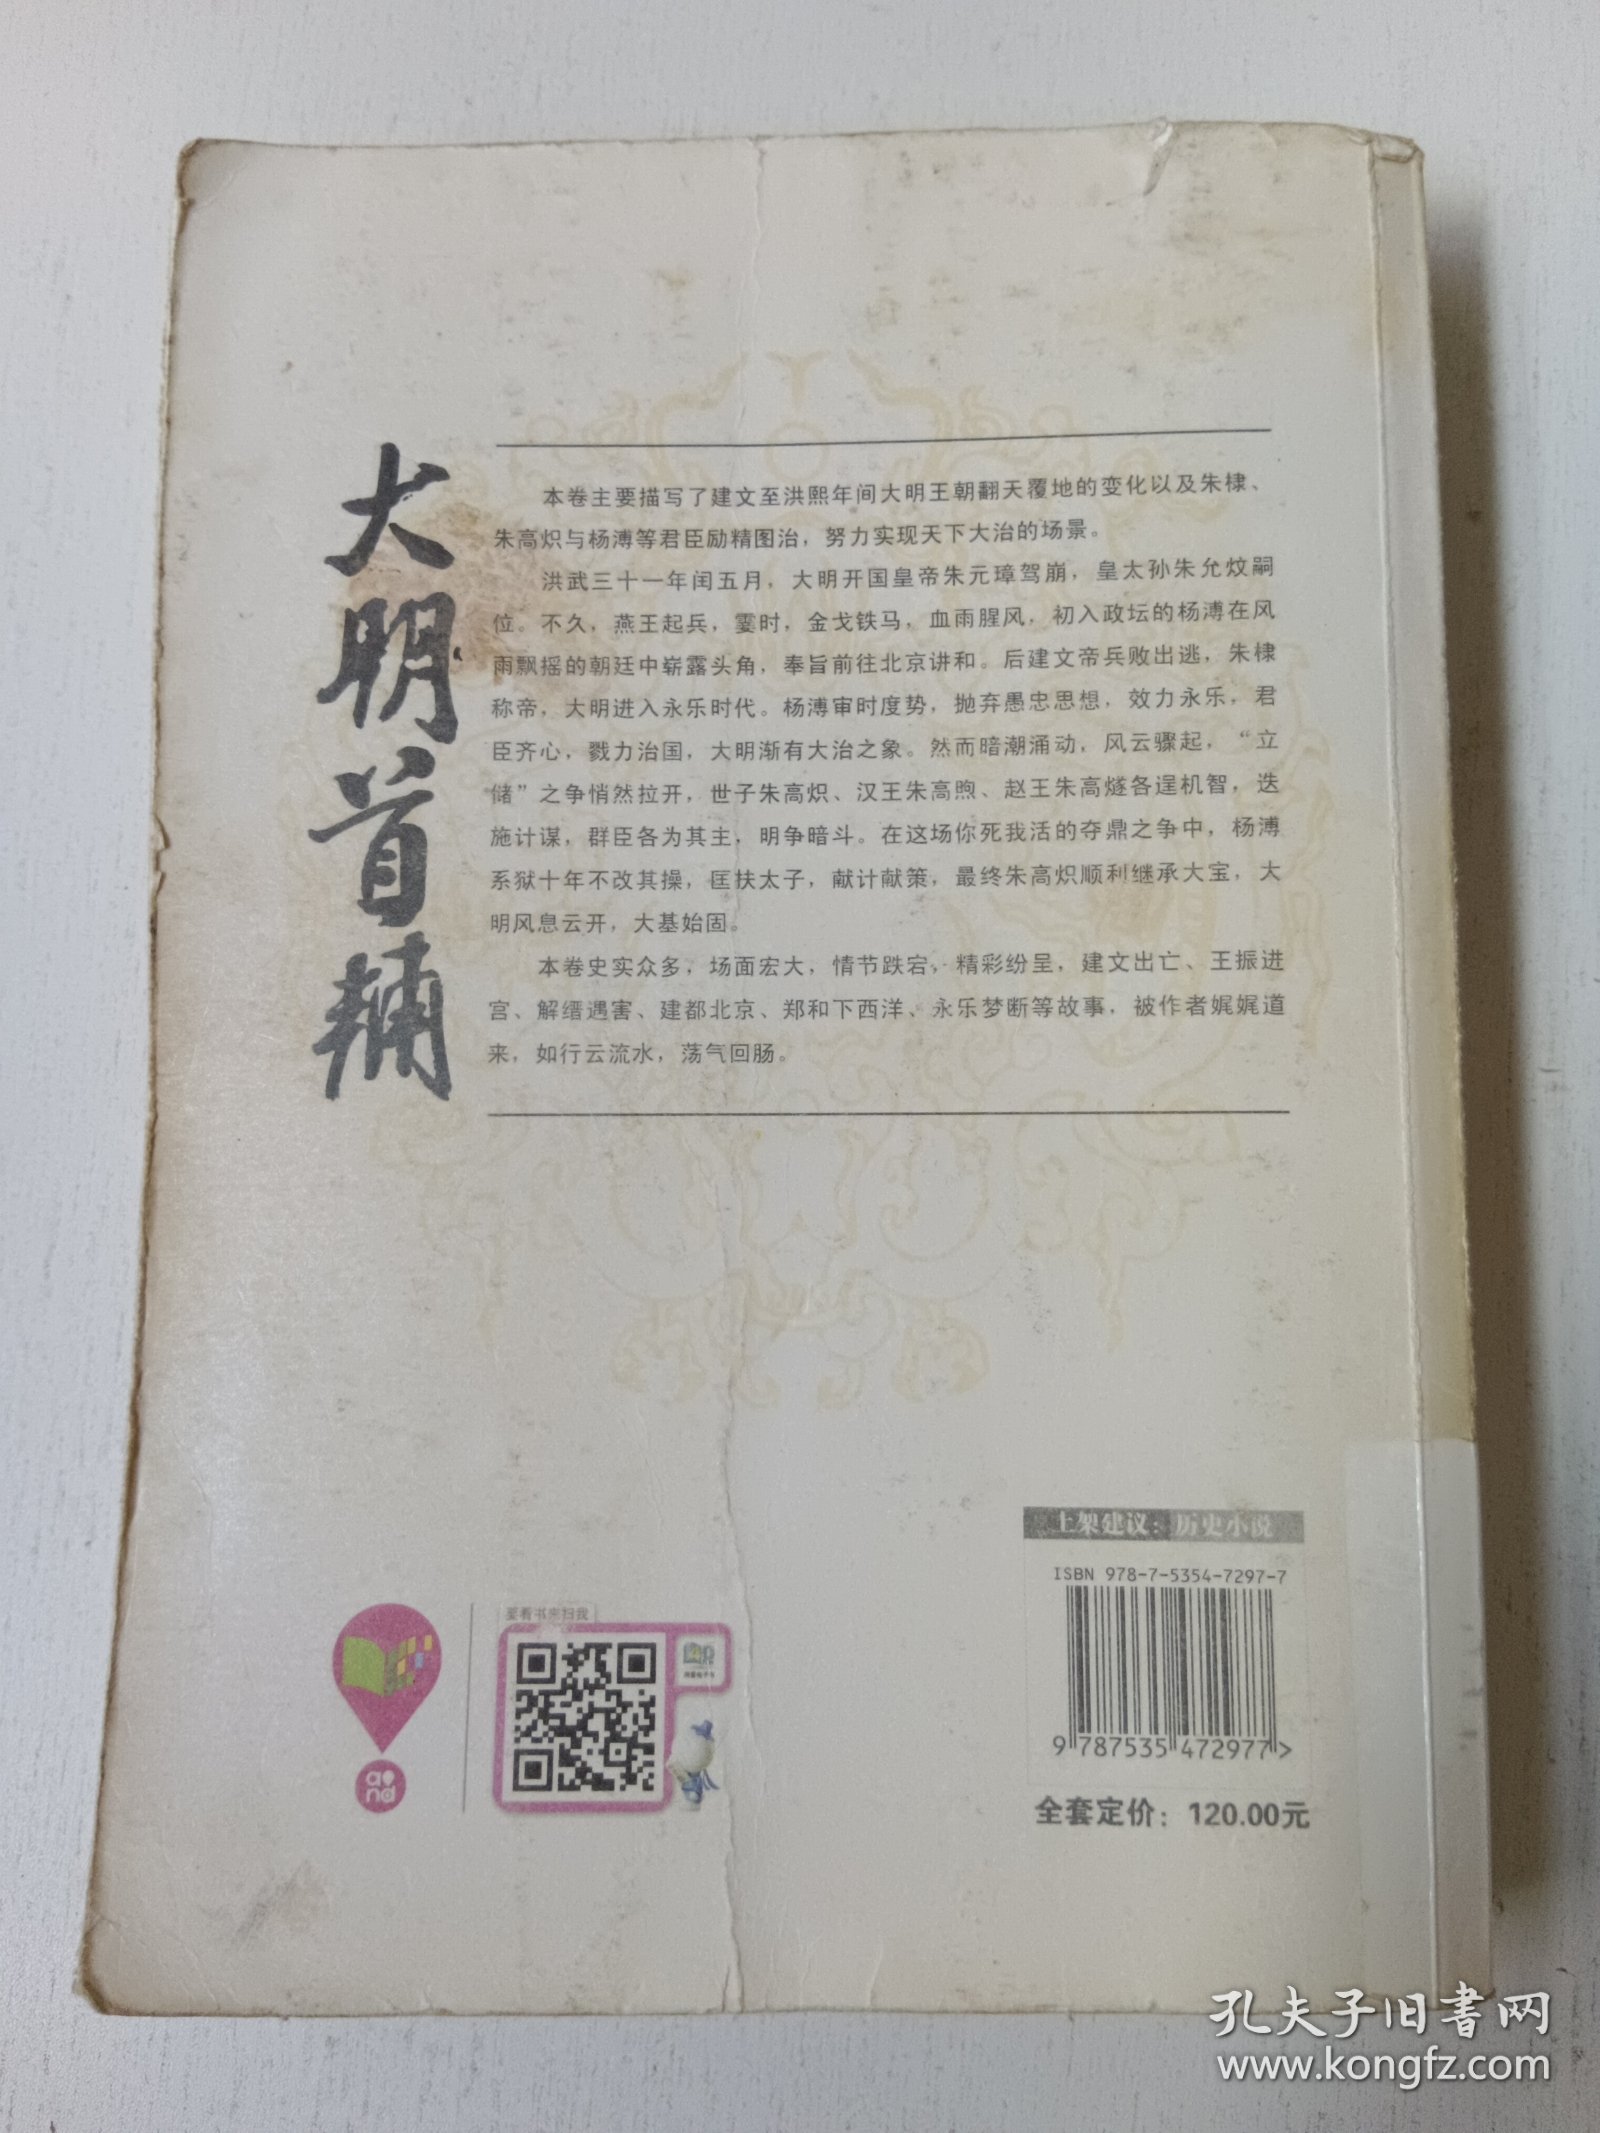 大明首辅
本卷主要描写了建文至洪熙年间大明王朝翻天覆地的变化以及朱棣、
朱高炽与杨溥等君臣励精图治，努力实现天下大治的场景。
洪武三十一年闰五月，大明开国皇帝朱元璋驾崩，皇太孙朱允炆嗣
位。不久，燕王起兵，霎时，金戈铁马，血雨腥风，初入政坛的杨溥在风
雨飘摇的朝廷中崭露头角，奉旨前往北京讲和。后建文帝兵败出逃，朱棣
称帝，大明进入永乐时代。杨溥审时度势，抛弃愚忠思想，效力永乐，君
臣齐心，戮力治国，大明渐有大治之象。然而暗潮涌动，风云骤起，“立
储”之争悄然拉开，世子朱高炽、汉王朱高煦、赵王朱高燧各逞机智，迭
施计谋，群臣各为其主，明争暗斗。在这场你死我活的夺鼎之争中，杨溥
系狱十年不改其操，匡扶太子，献计献策，最终朱高炽顺利继承大宝，大
明风息云开，大基始固。
本卷史实众多，场面宏大，情节跌宕，精彩纷呈，建文出亡、王振进
宫、解缙遇害、建都北京、郑和下西洋、永乐梦断等故事，被作者娓娓道
来，如行云流水，荡气回肠。
上架建议：历史小说
ISBN 978-7-5354-7297-7
9 787535 472977 >
全套定价：120.00元
要看书来扫我
and
孔夫子旧书网
www.kongfz.com